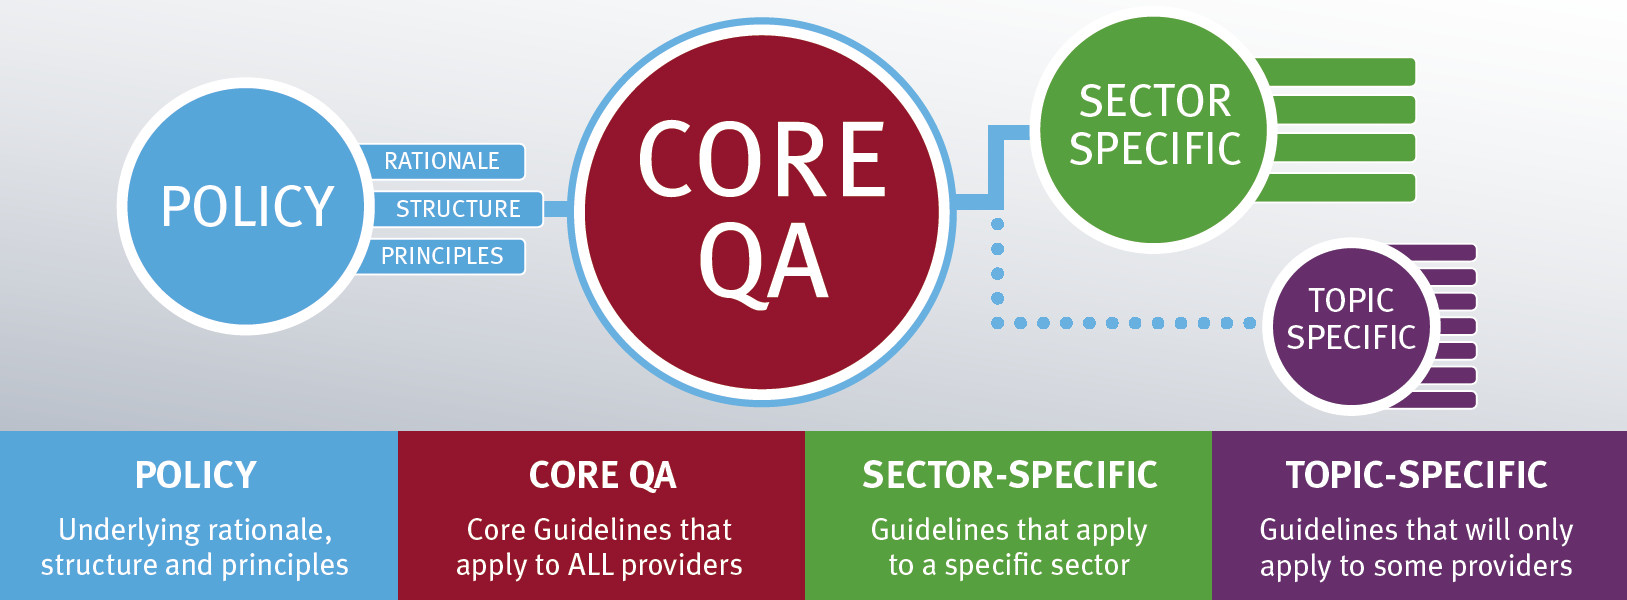 POLICY
RATIONALE
STRUCTURE
PRINCIPLES
CORE
QA
SECTOR
SPECIFIC
TOPIC
SPECIFIC
POLICY
Underlying rationale,
structure and principles
CORE QA
Core Guidelines that
apply to ALL providers
SECTOR-SPECIFIC
Guidelines that apply
to a specific sector
TOPIC-SPECIFIC
Guidelines that will only
apply to some providers